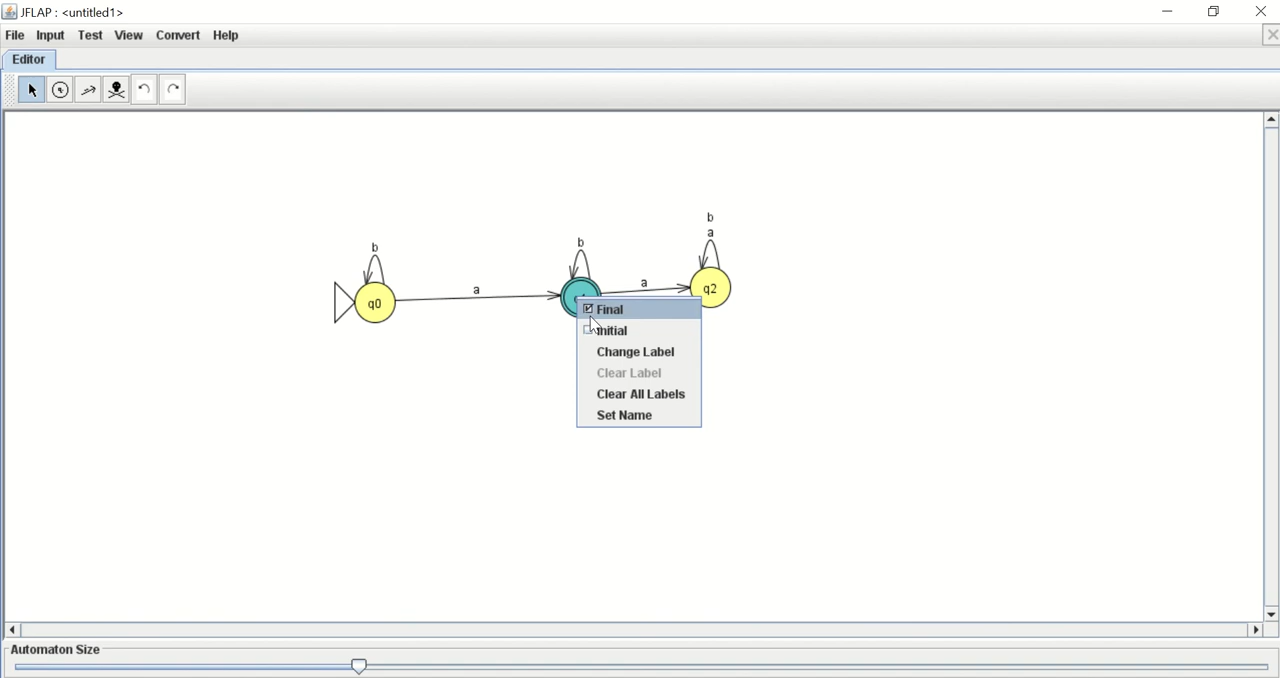 JFLAP : <untitled1>
File Input Test View Convert Help
Editor
b
a
b
b
a
a
q0
q2
Final
Initial
Change Label
Clear Label
Clear All Labels
Set Name
Automaton Size